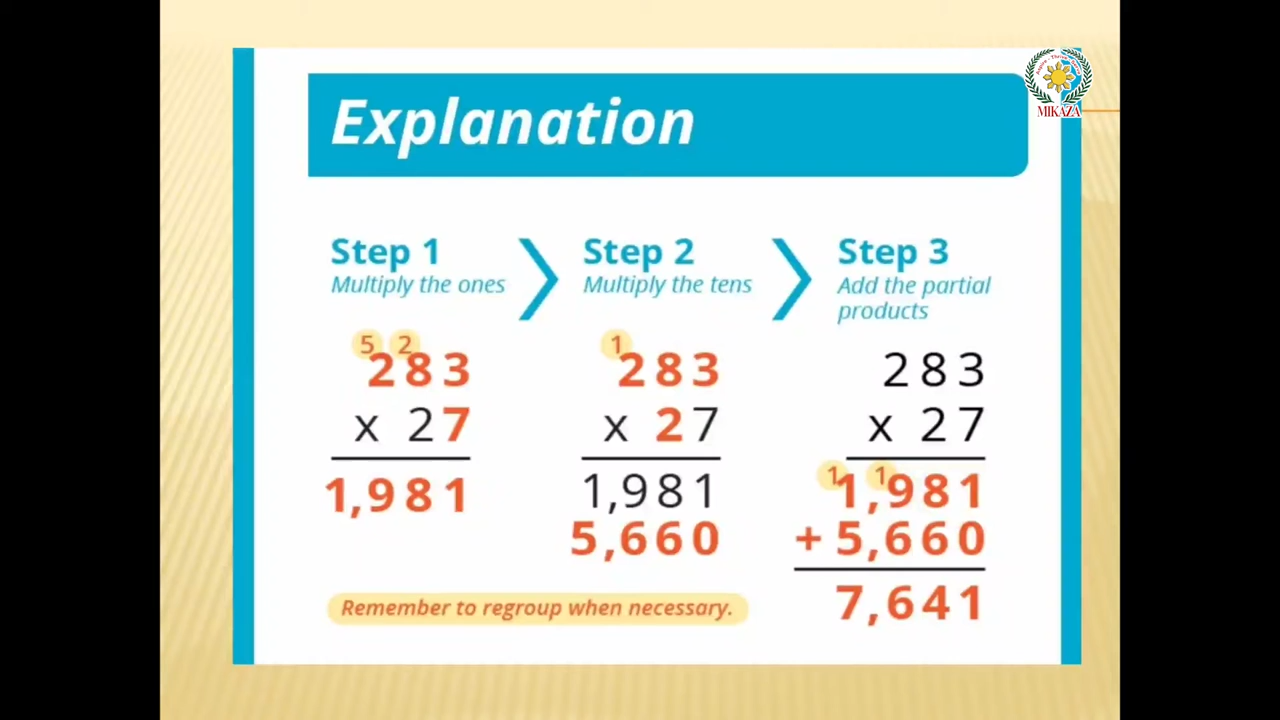 MIKAZA
Explanation
Step 1
Multiply the ones
5 2
283
x 27
1,981
Step 2
Multiply the tens
1
283
x 27
1,981
5,660
Step 3
Add the partial
products
283
x 27
1 1
1,981
+ 5,660
7,641
Remember to regroup when necessary.